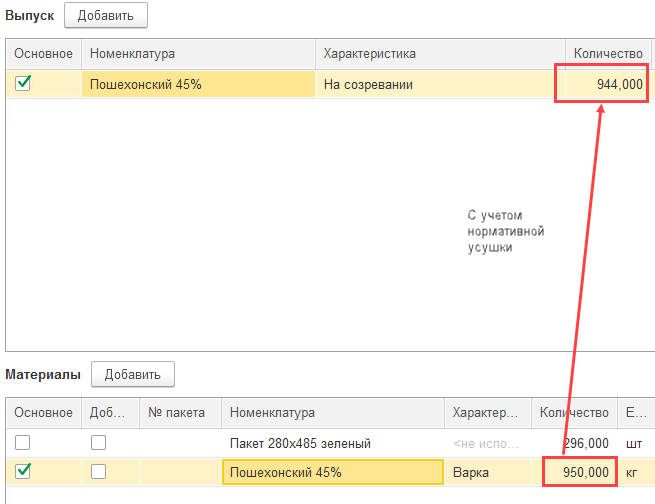 Выпуск Добавить
Основное Номенклатура Характеристика Количество
Пошехонский 45% На созревании 944,000
С учетом
нормативной
усушки
Материалы Добавить
Основное Доб... № пакета Номенклатура Характер... Количество Е...
Пакет 280х485 зеленый <не испо... 296,000 шт
Пошехонский 45% Варка 950,000 кг